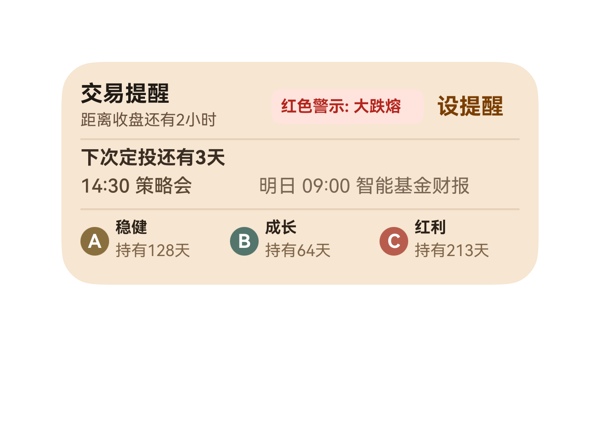 交易提醒
距离收盘还有2小时
红色警示: 大跌熔
设提醒
下次定投还有3天
14:30 策略会
明日 09:00 智能基金财报
A 稳健
持有128天
B 成长
持有64天
C 红利
持有213天